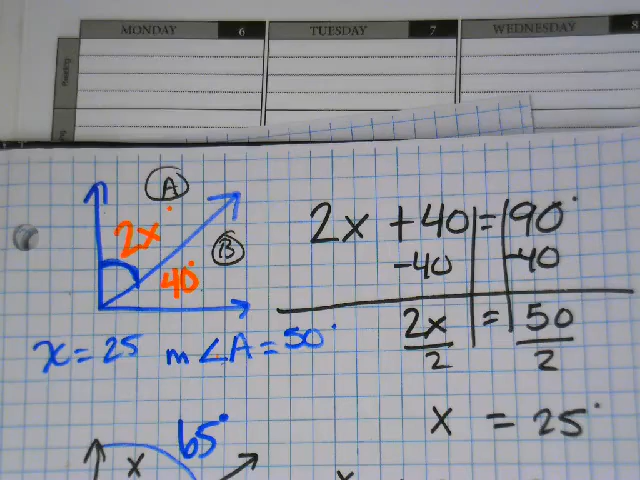 MONDAY 6 TUESDAY 7 WEDNESDAY 8
Reading
A
2x°
B
40°
x = 25 m∠A = 50°
2x + 40 = 90°
-40 -40
2x = 50
2 2
x = 25°
65°
x